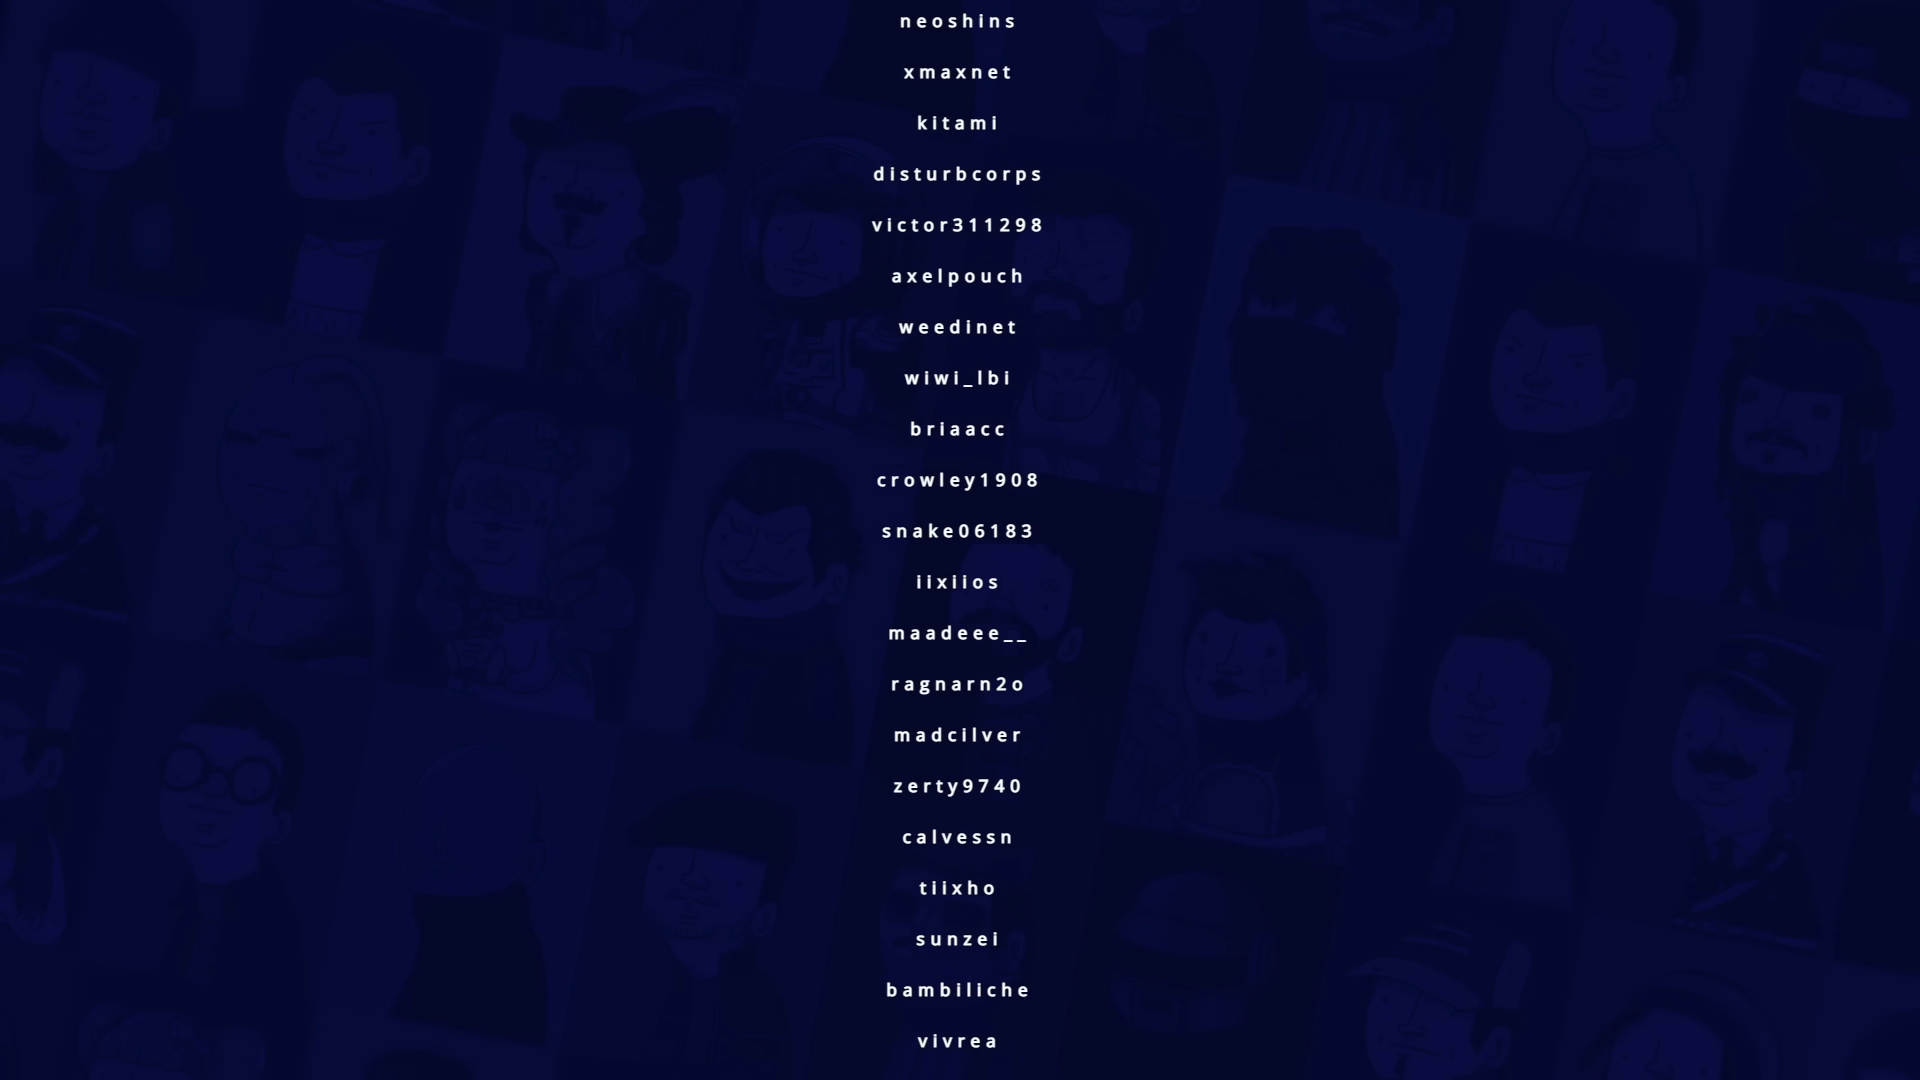 neoshins
xmaxnet
kitami
disturbcorps
victor311298
axelpouch
weedinet
wiwi_lbi
briaacc
crowley1908
snake06183
iixiios
maadeee__
ragnarn2o
madcilver
zerty9740
calvessn
tiixho
sunzei
bambiliche
vivrea